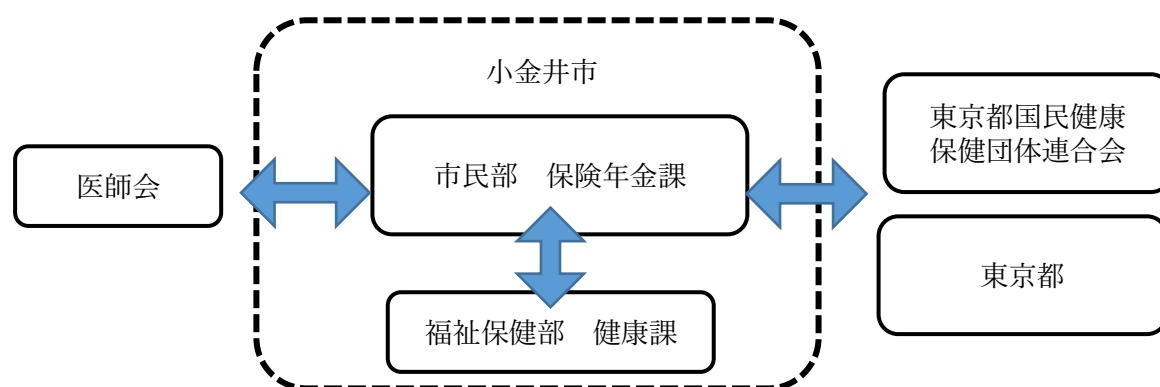 小金井市
医師会
市民部　保険年金課
福祉保健部　健康課
東京都国民健康
保健団体連合会
東京都